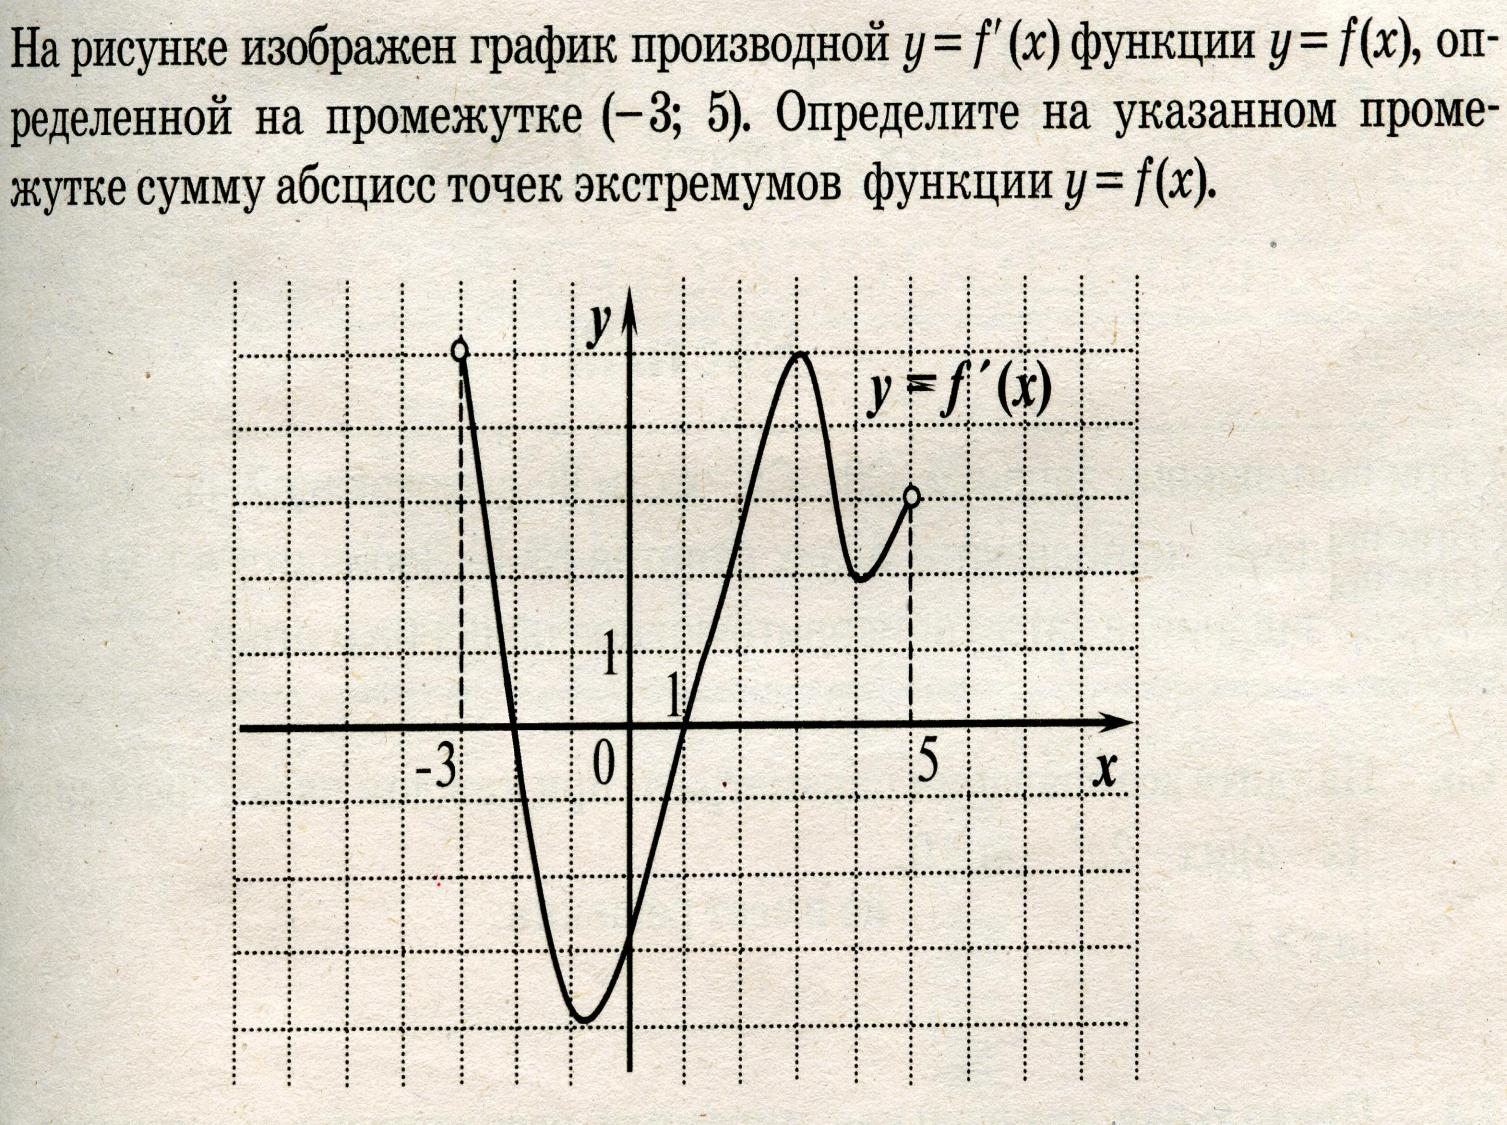 На рисунке изображен график производной y = f′(x) функции y = f(x), оп-
ределенной на промежутке (−3; 5). Определите на указанном проме-
жутке сумму абсцисс точек экстремумов функции y = f(x).
y
y = f′(x)
1
1
-3
0
5
x